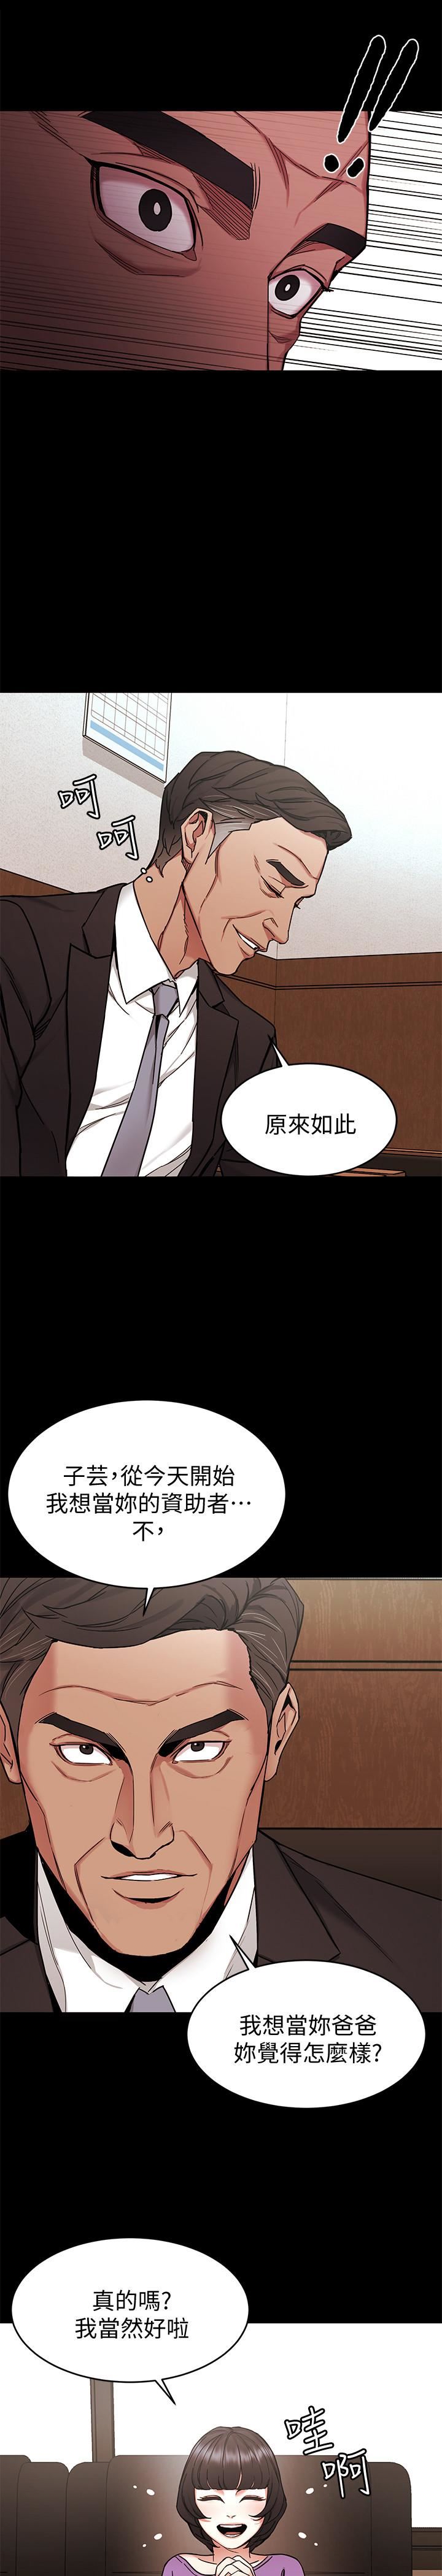 呵
呵
原來如此
子芸,從今天開始
我想當妳的資助者…
不,
我想當妳爸爸
妳覺得怎麼樣?
真的嗎?
我當然好啦
哇
啊